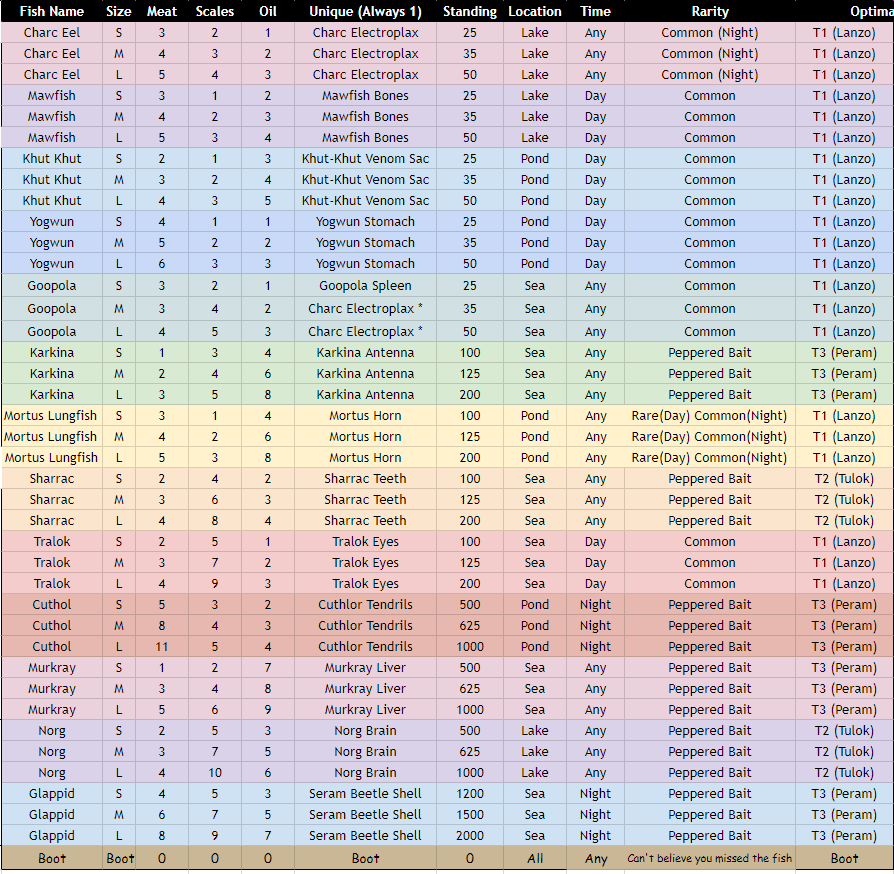 Fish Name Size Meat Scales Oil Unique (Always 1) Standing Location Time Rarity Optima
Charc Eel S 3 2 1 Charc Electroplax 25 Lake Any Common (Night) T1 (Lanzo)
Charc Eel M 4 3 2 Charc Electroplax 35 Lake Any Common (Night) T1 (Lanzo)
Charc Eel L 5 4 3 Charc Electroplax 50 Lake Any Common (Night) T1 (Lanzo)
Mawfish S 3 1 2 Mawfish Bones 25 Lake Day Common T1 (Lanzo)
Mawfish M 4 2 3 Mawfish Bones 35 Lake Day Common T1 (Lanzo)
Mawfish L 5 3 4 Mawfish Bones 50 Lake Day Common T1 (Lanzo)
Khut Khut S 2 1 3 Khut-Khut Venom Sac 25 Pond Day Common T1 (Lanzo)
Khut Khut M 3 2 4 Khut-Khut Venom Sac 35 Pond Day Common T1 (Lanzo)
Khut Khut L 4 3 5 Khut-Khut Venom Sac 50 Pond Day Common T1 (Lanzo)
Yogwun S 4 1 1 Yogwun Stomach 25 Pond Day Common T1 (Lanzo)
Yogwun M 5 2 2 Yogwun Stomach 35 Pond Day Common T1 (Lanzo)
Yogwun L 6 3 3 Yogwun Stomach 50 Pond Day Common T1 (Lanzo)
Goopola S 3 2 1 Goopola Spleen 25 Sea Any Common T1 (Lanzo)
Goopola M 3 4 2 Charc Electroplax * 35 Sea Any Common T1 (Lanzo)
Goopola L 4 5 3 Charc Electroplax * 50 Sea Any Common T1 (Lanzo)
Karkina S 1 3 4 Karkina Antenna 100 Sea Any Peppered Bait T3 (Peram)
Karkina M 2 4 6 Karkina Antenna 125 Sea Any Peppered Bait T3 (Peram)
Karkina L 3 5 8 Karkina Antenna 200 Sea Any Peppered Bait T3 (Peram)
Mortus Lungfish S 3 1 4 Mortus Horn 100 Pond Any Rare(Day) Common(Night) T1 (Lanzo)
Mortus Lungfish M 4 2 6 Mortus Horn 125 Pond Any Rare(Day) Common(Night) T1 (Lanzo)
Mortus Lungfish L 5 3 8 Mortus Horn 200 Pond Any Rare(Day) Common(Night) T1 (Lanzo)
Sharrac S 2 4 2 Sharrac Teeth 100 Sea Any Peppered Bait T2 (Tulok)
Sharrac M 3 6 3 Sharrac Teeth 125 Sea Any Peppered Bait T2 (Tulok)
Sharrac L 4 8 4 Sharrac Teeth 200 Sea Any Peppered Bait T2 (Tulok)
Tralok S 2 5 1 Tralok Eyes 100 Sea Day Common T1 (Lanzo)
Tralok M 3 7 2 Tralok Eyes 125 Sea Day Common T1 (Lanzo)
Tralok L 4 9 3 Tralok Eyes 200 Sea Day Common T1 (Lanzo)
Cuthol S 5 3 2 Cuthlor Tendrils 500 Pond Night Peppered Bait T3 (Peram)
Cuthol M 8 4 3 Cuthlor Tendrils 625 Pond Night Peppered Bait T3 (Peram)
Cuthol L 11 5 4 Cuthlor Tendrils 1000 Pond Night Peppered Bait T3 (Peram)
Murkray S 1 2 7 Murkray Liver 500 Sea Any Peppered Bait T3 (Peram)
Murkray M 3 4 8 Murkray Liver 625 Sea Any Peppered Bait T3 (Peram)
Murkray L 5 6 9 Murkray Liver 1000 Sea Any Peppered Bait T3 (Peram)
Norg S 2 5 3 Norg Brain 500 Lake Any Peppered Bait T2 (Tulok)
Norg M 3 7 5 Norg Brain 625 Lake Any Peppered Bait T2 (Tulok)
Norg L 4 10 6 Norg Brain 1000 Lake Any Peppered Bait T2 (Tulok)
Glappid S 4 5 3 Seram Beetle Shell 1200 Sea Night Peppered Bait T3 (Peram)
Glappid M 6 7 5 Seram Beetle Shell 1500 Sea Night Peppered Bait T3 (Peram)
Glappid L 8 9 7 Seram Beetle Shell 2000 Sea Night Peppered Bait T3 (Peram)
Boot Boot 0 0 0 Boot 0 All Any Can't believe you missed the fish Boot